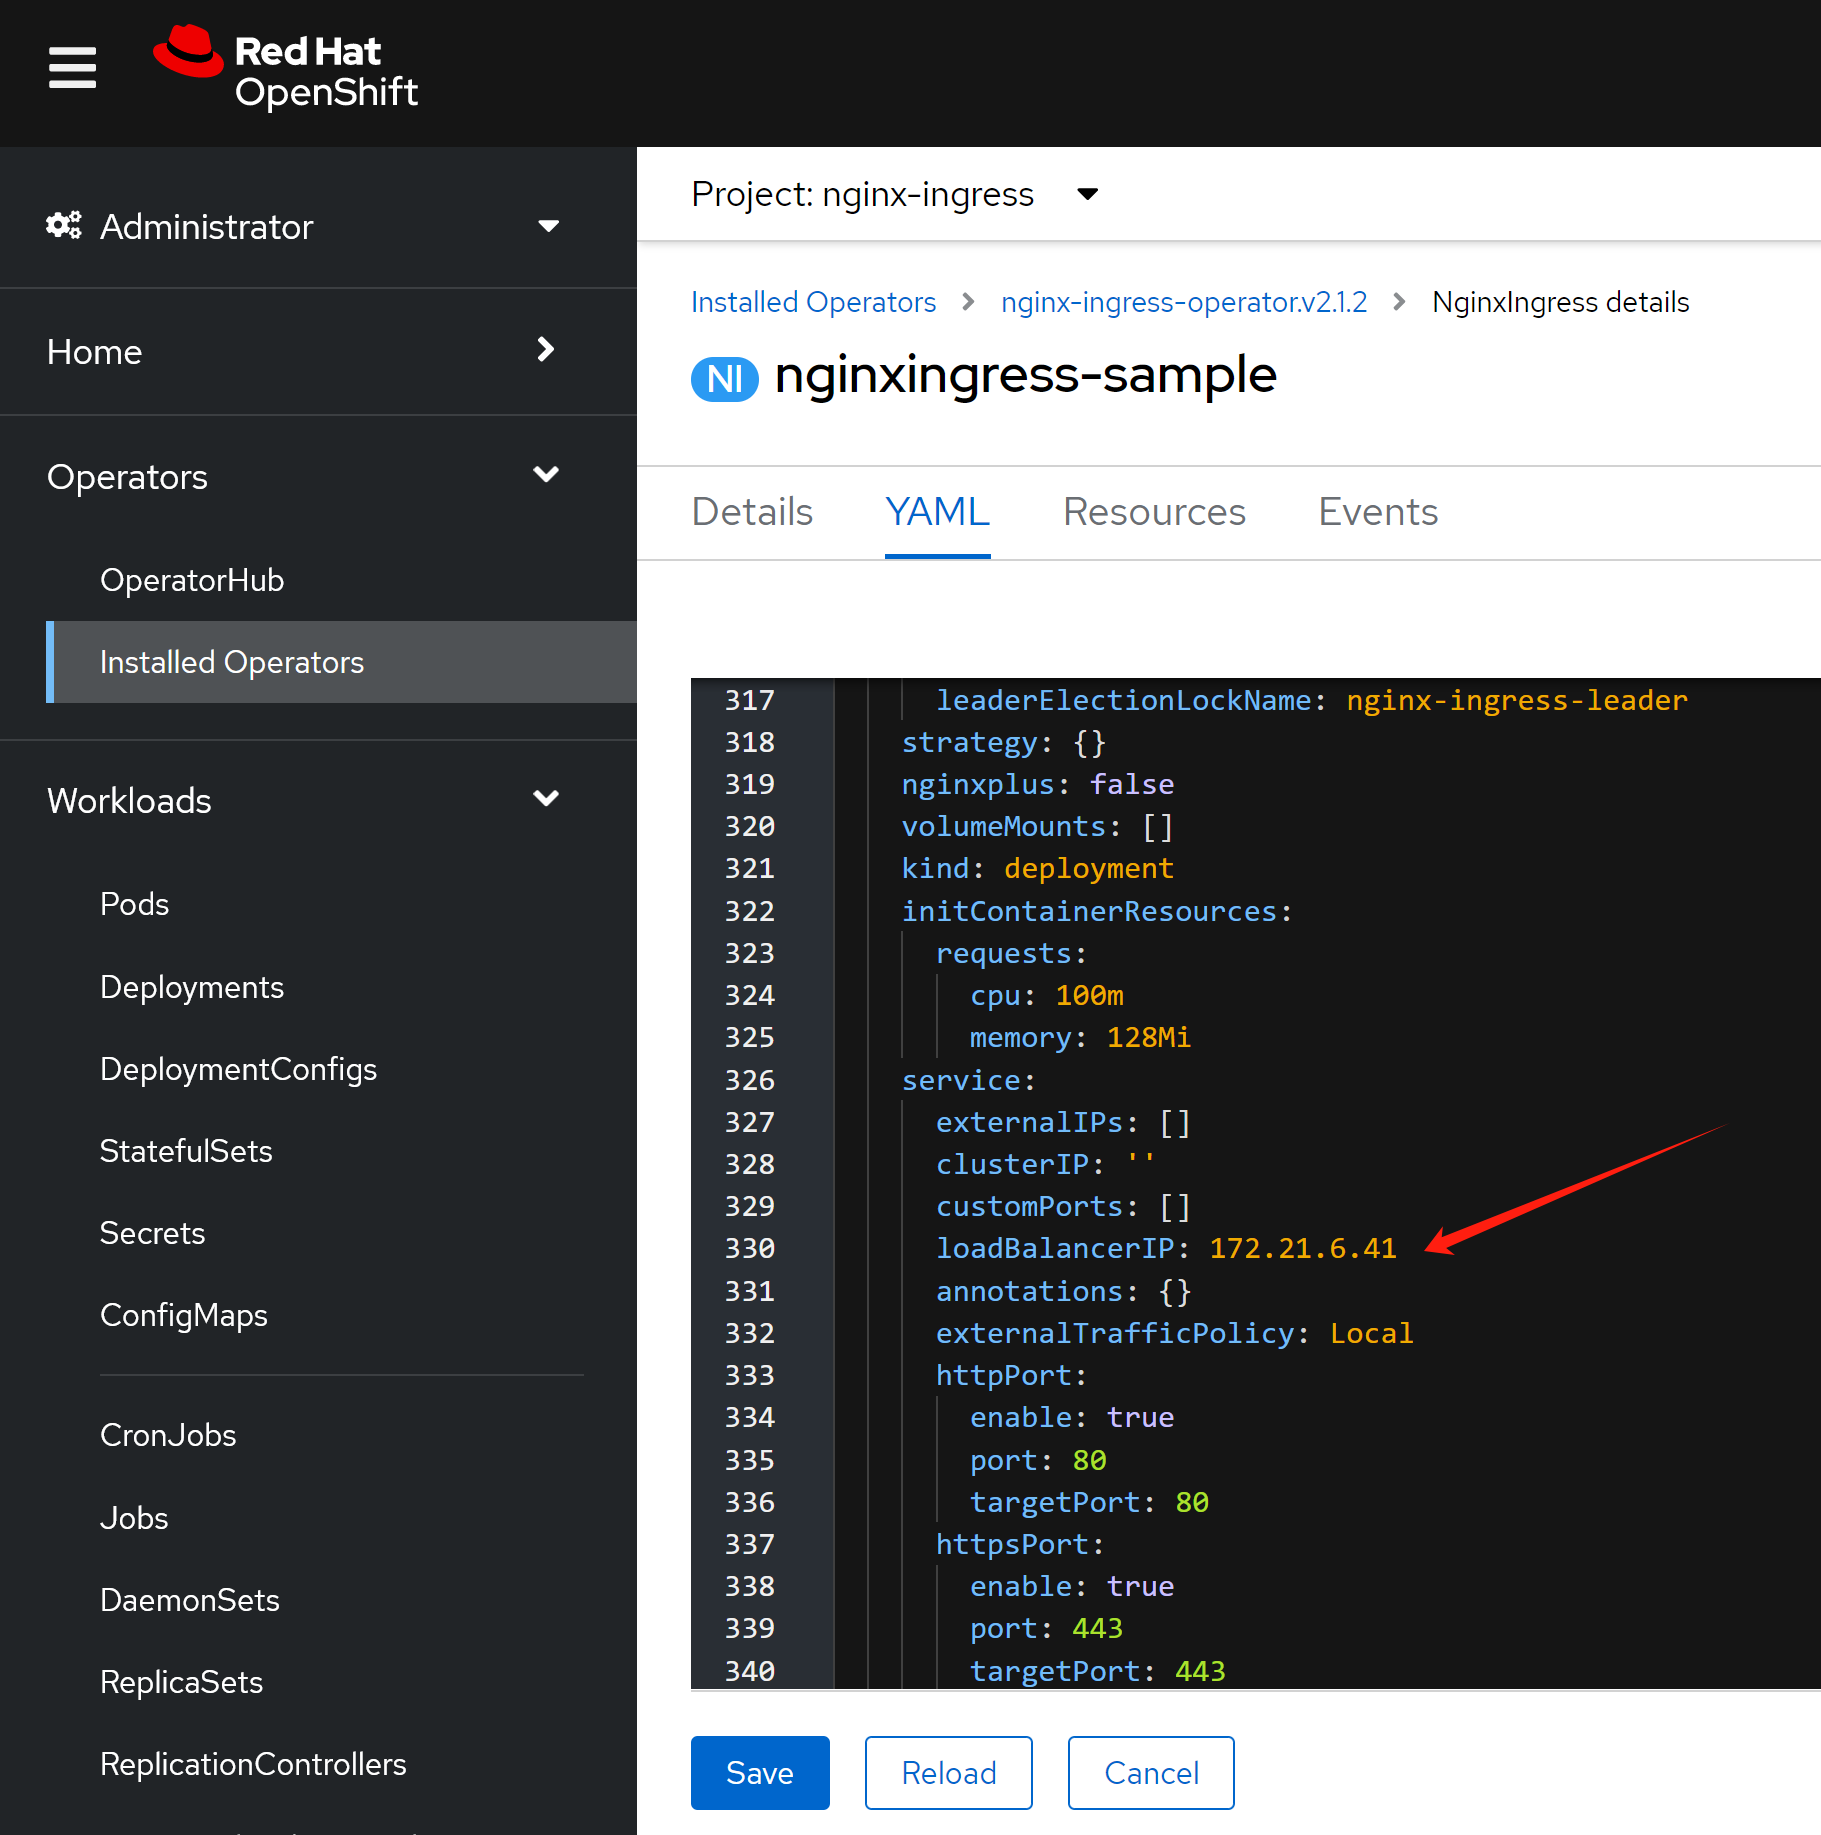 Red Hat
OpenShift
Administrator
Home
Operators
OperatorHub
Installed Operators
Workloads
Pods
Deployments
DeploymentConfigs
StatefulSets
Secrets
ConfigMaps
CronJobs
Jobs
DaemonSets
ReplicaSets
ReplicationControllers
Project: nginx-ingress
Installed Operators > nginx-ingress-operator.v2.1.2 > NginxIngress details
NI nginxingress-sample
Details YAML Resources Events
317 leaderElectionLockName: nginx-ingress-leader
318 strategy: {}
319 nginxplus: false
320 volumeMounts: []
321 kind: deployment
322 initContainerResources:
323 requests:
324 cpu: 100m
325 memory: 128Mi
326 service:
327 externalIPs: []
328 clusterIP: ''
329 customPorts: []
330 loadBalancerIP: 172.21.6.41
331 annotations: {}
332 externalTrafficPolicy: Local
333 httpPort:
334 enable: true
335 port: 80
336 targetPort: 80
337 httpsPort:
338 enable: true
339 port: 443
340 targetPort: 443
Save Reload Cancel